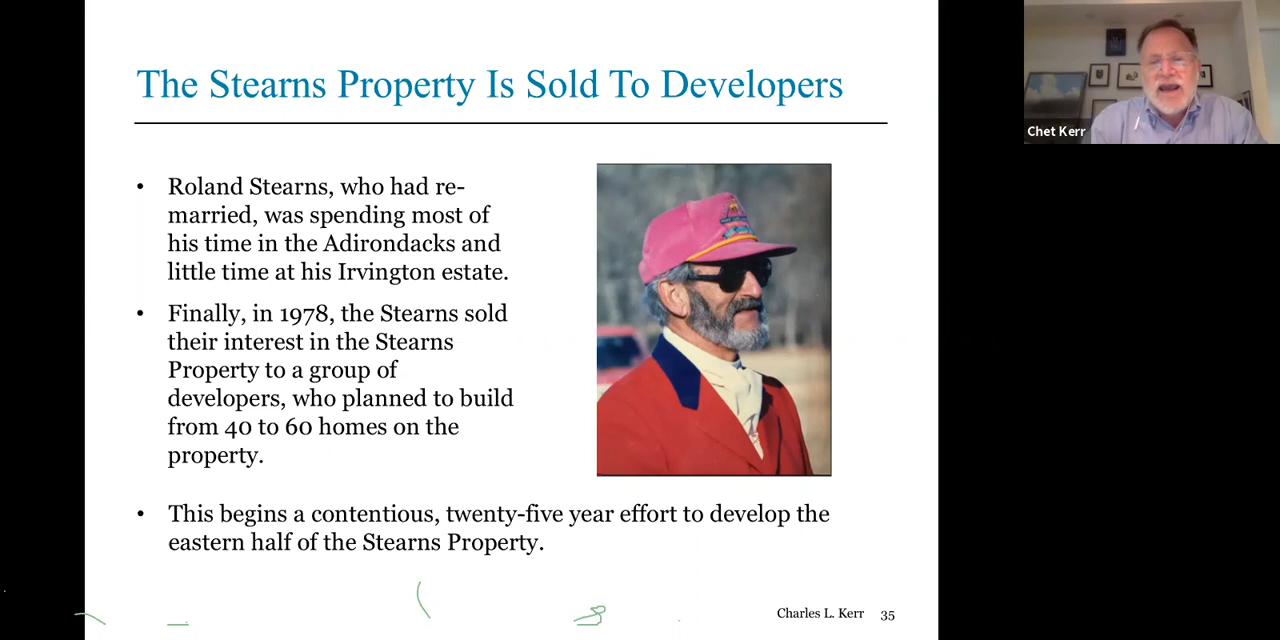 The Stearns Property Is Sold To Developers
Chet Kerr
• Roland Stearns, who had re-
married, was spending most of
his time in the Adirondacks and
little time at his Irvington estate.
• Finally, in 1978, the Stearns sold
their interest in the Stearns
Property to a group of
developers, who planned to build
from 40 to 60 homes on the
property.
• This begins a contentious, twenty-five year effort to develop the
eastern half of the Stearns Property.
Charles L. Kerr 35